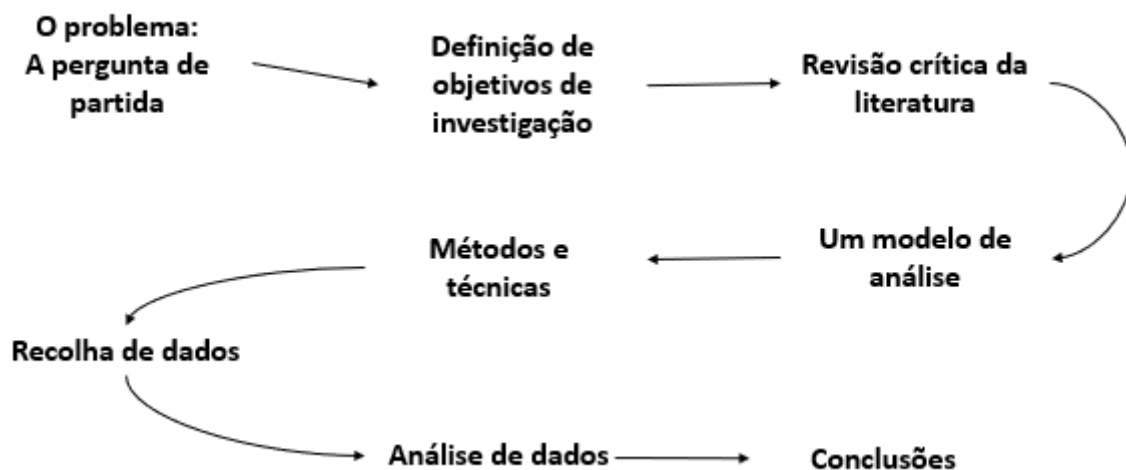 O problema:
A pergunta de
partida
Definição de
objetivos de
investigação
Revisão crítica da
literatura
Um modelo de
análise
Métodos e
técnicas
Recolha de dados
Análise de dados
Conclusões